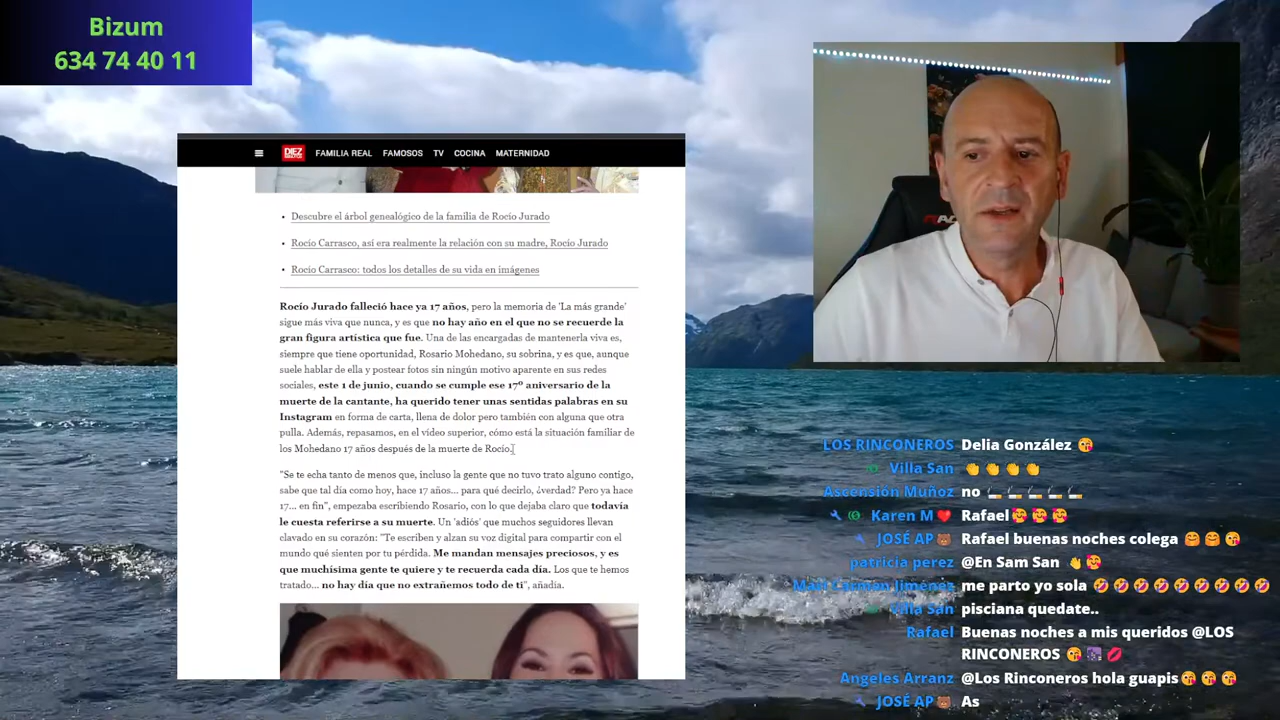 Bizum
634 74 40 11
DIEZ MINUTOS FAMILIA REAL FAMOSOS TV COCINA MATERNIDAD
• Descubre el árbol genealógico de la familia de Rocío Jurado
• Rocío Carrasco, así era realmente la relación con su madre, Rocío Jurado
• Rocío Carrasco: todos los detalles de su vida en imágenes
Rocío Jurado falleció hace ya 17 años, pero la memoria de 'La más grande'
sigue más viva que nunca, y es que no hay año en el que no se recuerde la
gran figura artística que fue. Una de las encargadas de mantenerla viva es,
siempre que tiene oportunidad, Rosario Mohedano, su sobrina, y es que, aunque
suele hablar de ella y postear fotos sin ningún motivo aparente en sus redes
sociales, este 1 de junio, cuando se cumple ese 17º aniversario de la
muerte de la cantante, ha querido tener unas sentidas palabras en su
Instagram en forma de carta, llena de dolor pero también con alguna que otra
pulla. Además, repasamos, en el vídeo superior, cómo está la situación familiar de
los Mohedano 17 años después de la muerte de Rocío.
"Se te echa tanto de menos que, incluso la gente que no tuvo trato alguno contigo,
sabe que tal día como hoy, hace 17 años... para qué decirlo, ¿verdad? Pero ya hace
17... en fin", empezaba escribiendo Rosario, con lo que dejaba claro que todavía
le cuesta referirse a su muerte. Un 'adiós' que muchos seguidores llevan
clavado en su corazón: "Te escriben y alzan su voz digital para compartir con el
mundo qué sienten por tu pérdida. Me mandan mensajes preciosos, y es
que muchísima gente te quiere y te recuerda cada día. Los que te hemos
tratado... no hay día que no extrañemos todo de ti", añadía.
LOS RINCONEROS Delia González 😘
Villa San 👏👏👏👏
Ascensión Muñoz no 🚬🚬🚬🚬🚬
Karen M❤️ Rafael🥰🥰🥰
JOSÉ AP🐻 Rafael buenas noches colega 🤗🤗😘
patricia perez @En Sam San 👋🥰
Mari Carmen Jiménez me parto yo sola 🤣🤣🤣🤣🤣🤣🤣🤣🤣
Villa San pisciana quedate..
Rafael Buenas noches a mis queridos @LOS
RINCONEROS 😘🌌💋
Angeles Arranz @Los Rinconeros hola guapis😘😘😘
JOSÉ AP🐻 As